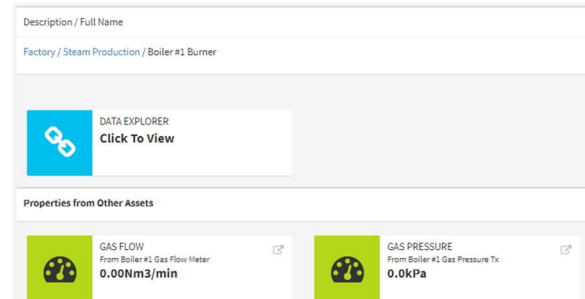 Description / Full Name
Factory / Steam Production / Boiler #1 Burner
DATA EXPLORER
Click To View
Properties from Other Assets
GAS FLOW
From Boiler #1 Gas Flow Meter
0.00Nm3/min
GAS PRESSURE
From Boiler #1 Gas Pressure Tx
0.0kPa